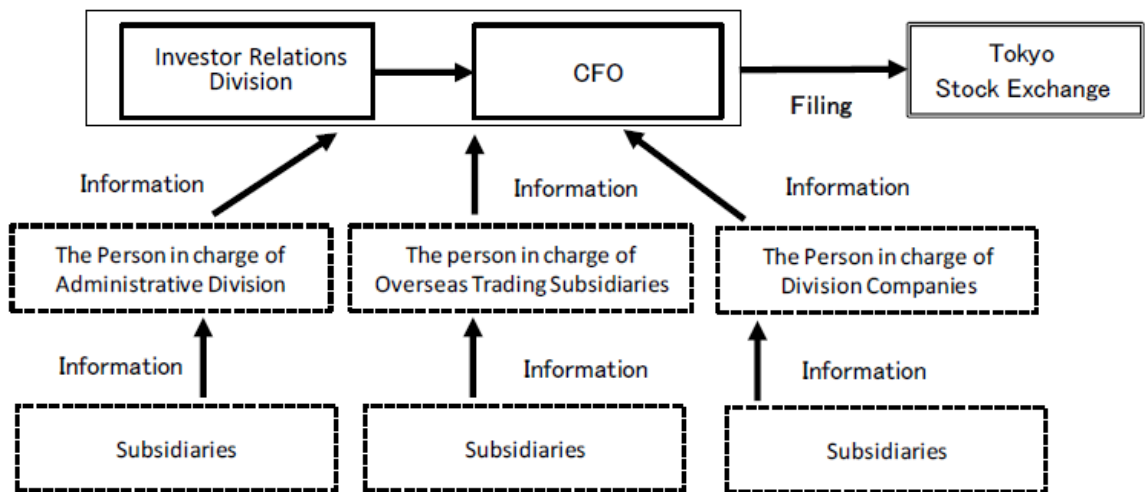 Investor Relations
Division
CFO
Tokyo
Stock Exchange
Filing
Information
Information
Information
The Person in charge of
Administrative Division
The person in charge of
Overseas Trading Subsidiaries
The Person in charge of
Division Companies
Information
Information
Information
Subsidiaries
Subsidiaries
Subsidiaries